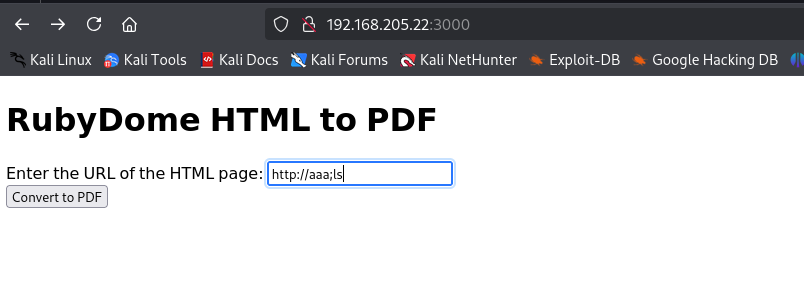 192.168.205.22:3000
Kali Linux Kali Tools Kali Docs Kali Forums Kali NetHunter Exploit-DB Google Hacking DB
RubyDome HTML to PDF
Enter the URL of the HTML page: http://aaa;ls
Convert to PDF